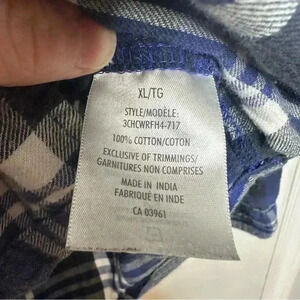 XL/TG
STYLE/MODÈLE:
3CHCWRFH4-717
100% COTTON/COTON
EXCLUSIVE OF TRIMMINGS/
GARNITURES NON COMPRISES
MADE IN INDIA
FABRIQUÉ EN INDE
CA 03961